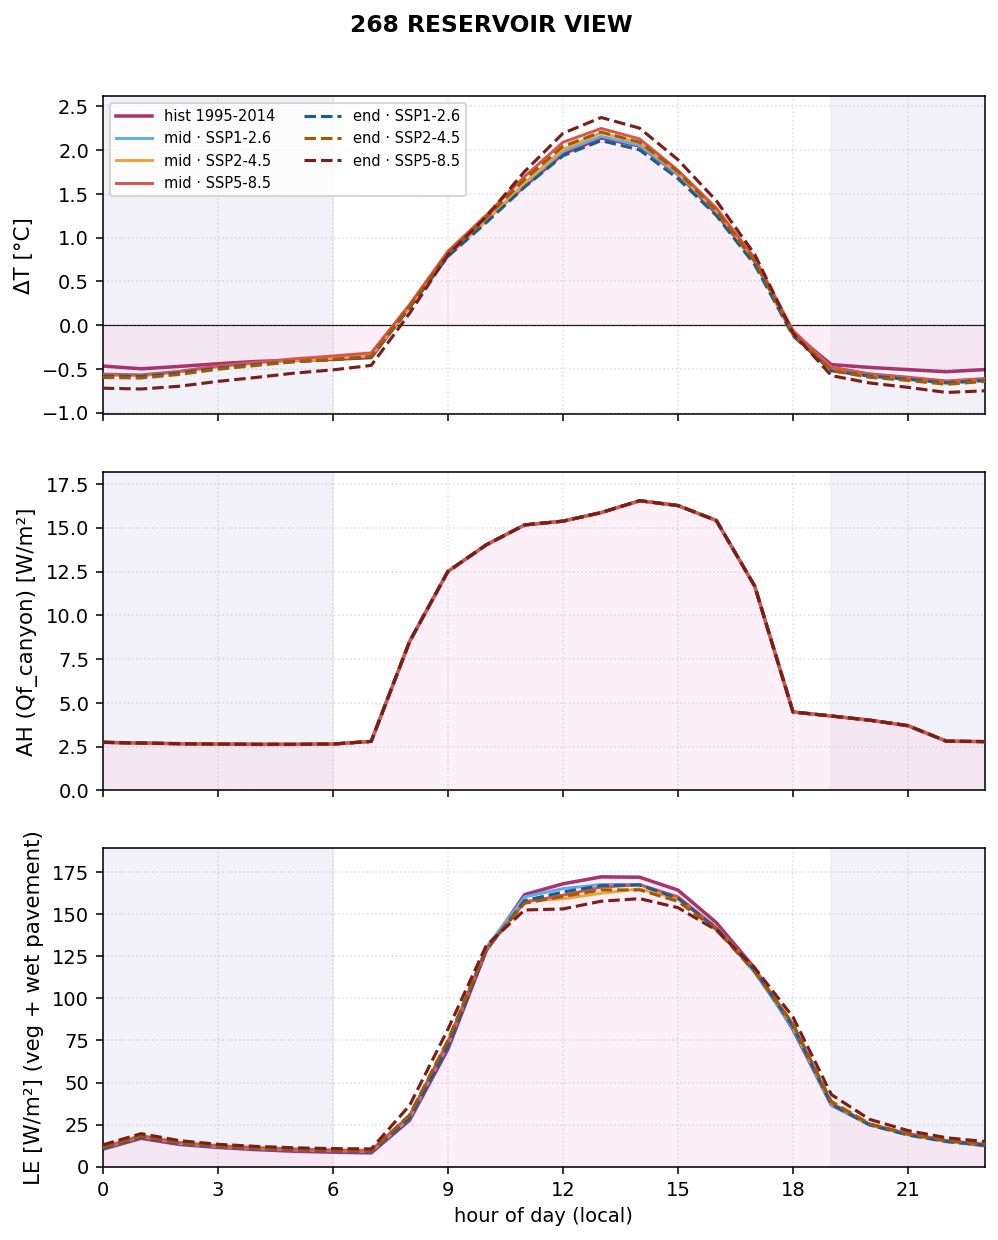 268 RESERVOIR VIEW
hist 1995-2014
mid · SSP1-2.6
mid · SSP2-4.5
mid · SSP5-8.5
end · SSP1-2.6
end · SSP2-4.5
end · SSP5-8.5
ΔT [°C]
2.5
2.0
1.5
1.0
0.5
0.0
−0.5
−1.0
AH (Qf_canyon) [W/m²]
17.5
15.0
12.5
10.0
7.5
5.0
2.5
0.0
LE [W/m²] (veg + wet pavement)
175
150
125
100
75
50
25
0
0 3 6 9 12 15 18 21
hour of day (local)